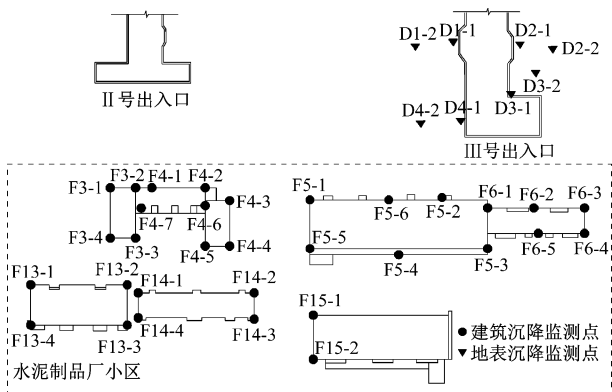 D1-2 D1-1 D2-1
D2-2
D3-2
D3-1
D4-2 D4-1
II号出入口
III号出入口
F3-1 F3-2 F4-1 F4-2
F4-3
F4-7 F4-6
F3-4 F3-3 F4-5 F4-4
F5-1 F5-6 F5-2 F6-1 F6-2 F6-3
F5-5 F5-4 F5-3 F6-5 F6-4
F13-1 F13-2 F14-1 F14-2
F13-4 F13-3 F14-4 F14-3
F15-1
F15-2
建筑沉降监测点
地表沉降监测点
水泥制品厂小区